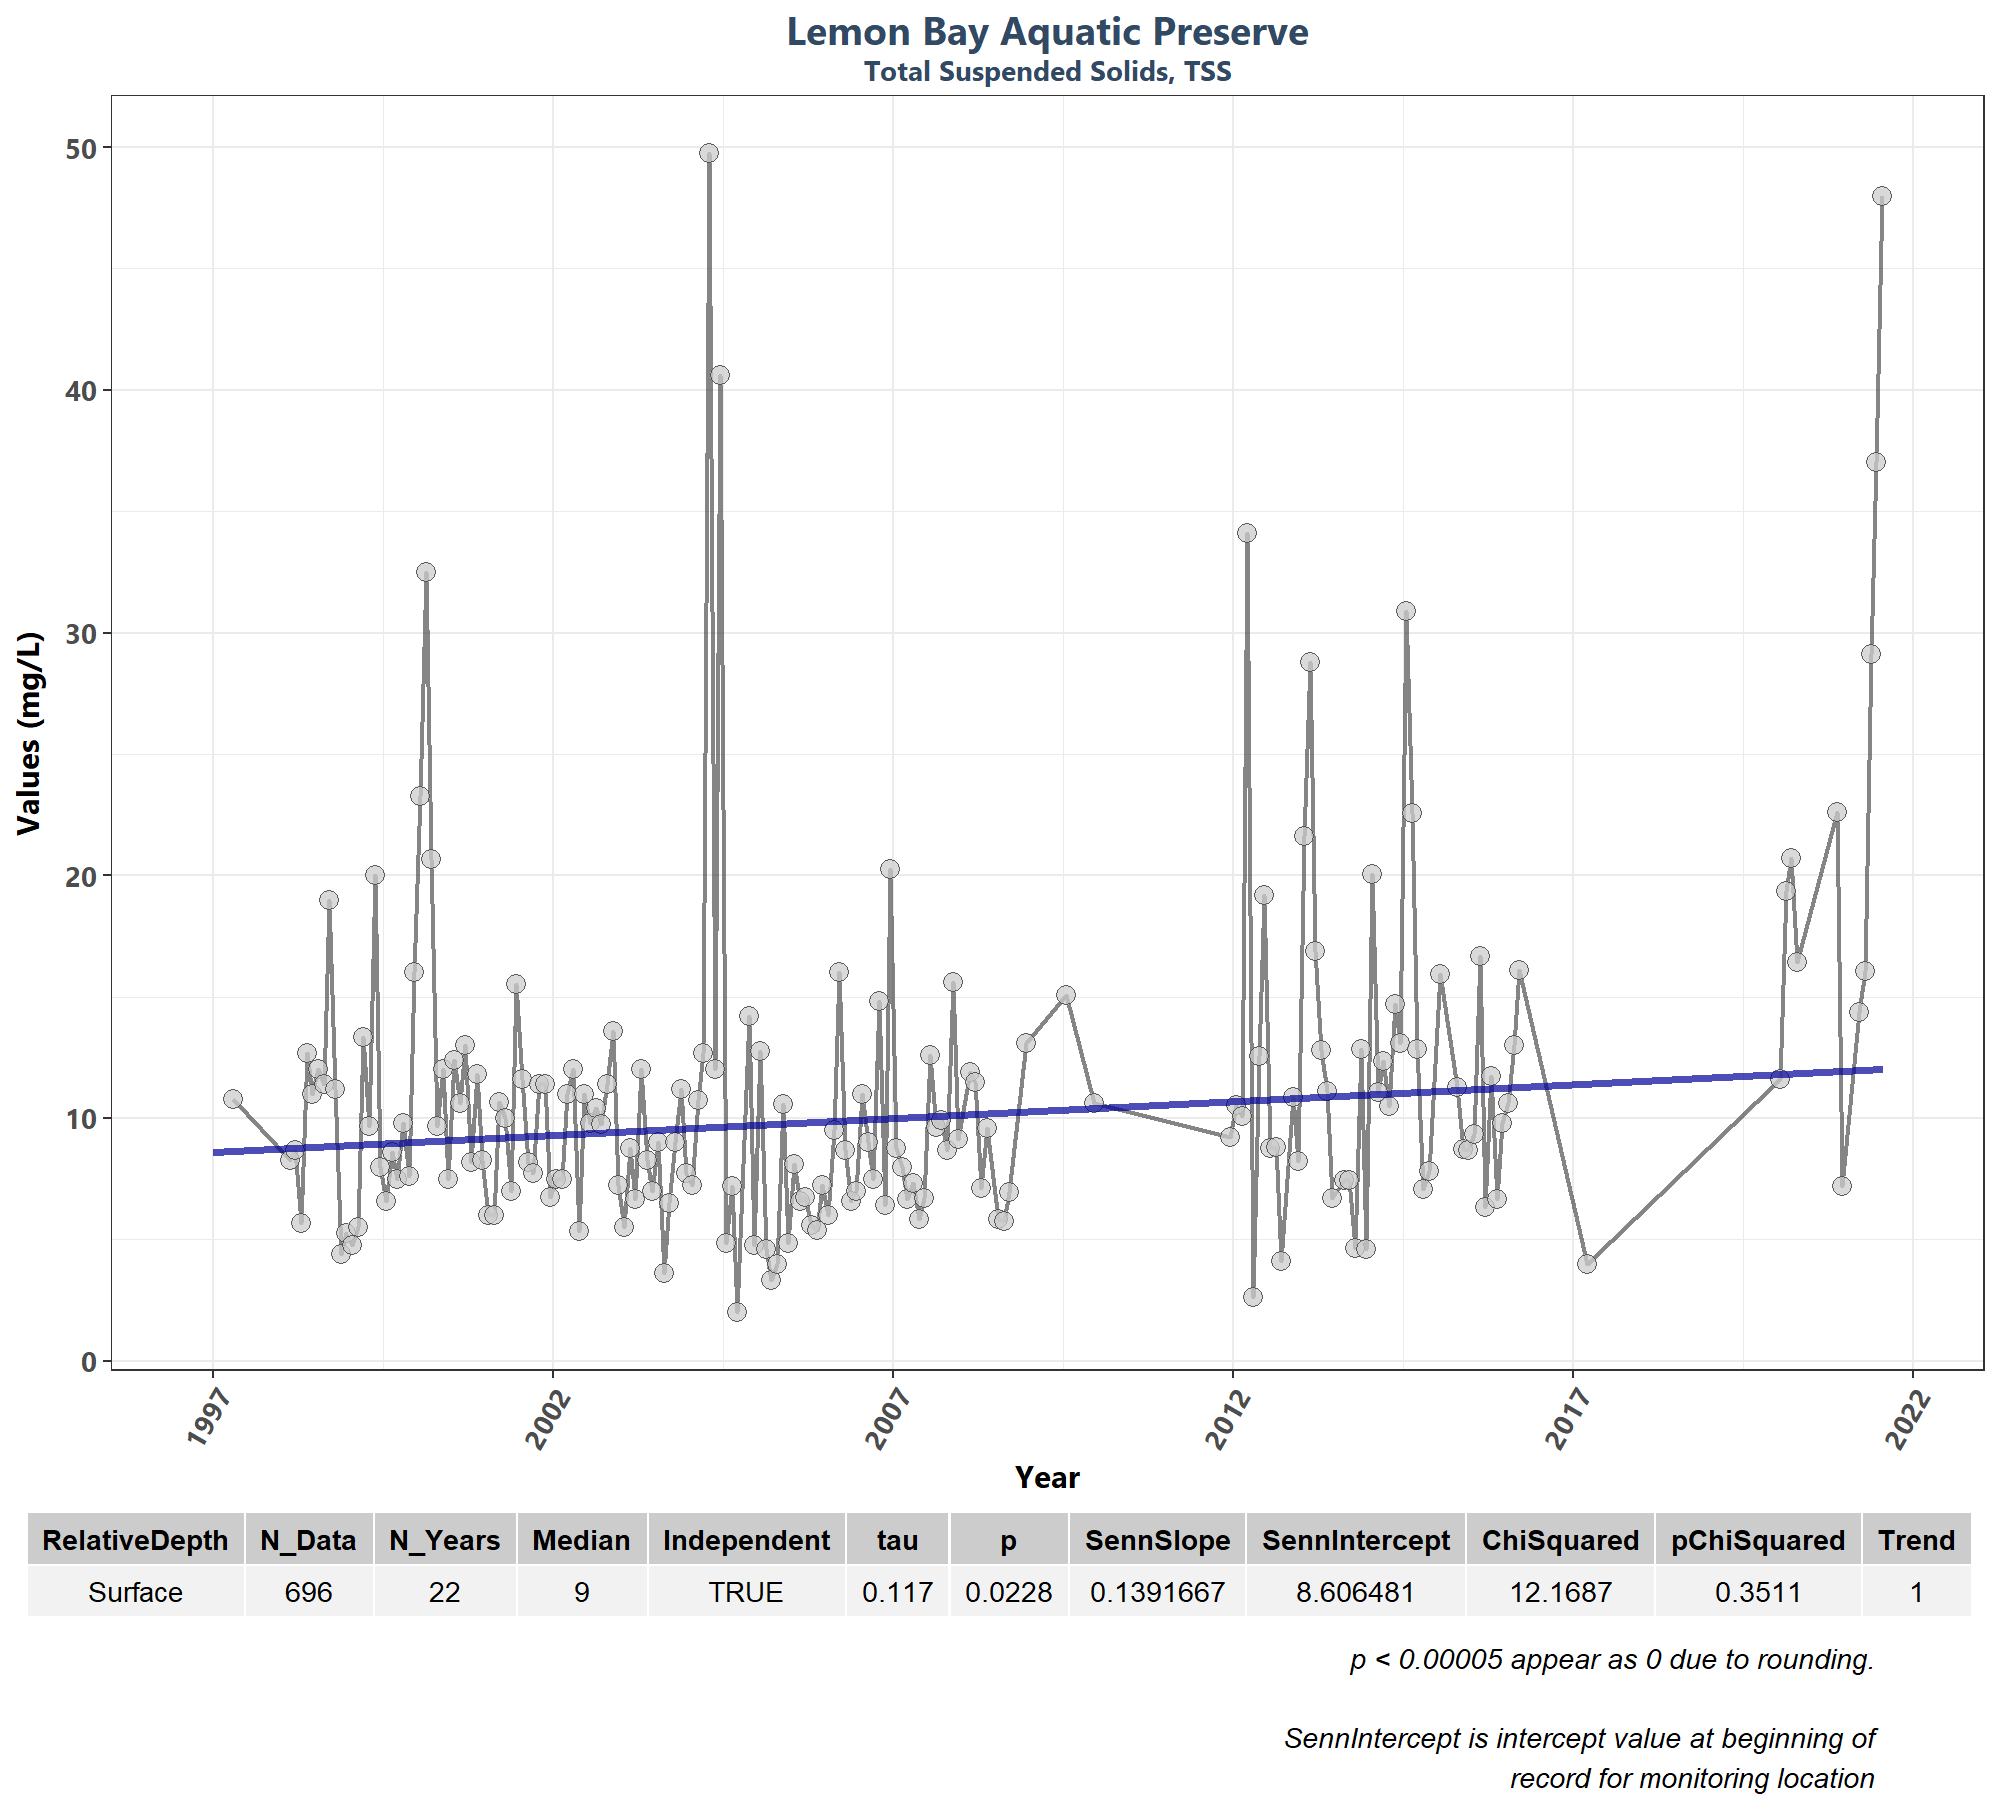 Lemon Bay Aquatic Preserve
Total Suspended Solids, TSS
Values (mg/L)
50
40
30
20
10
0
1997
2002
2007
2012
2017
2022
Year
RelativeDepth N_Data N_Years Median Independent tau p SennSlope SennIntercept ChiSquared pChiSquared Trend
Surface 696 22 9 TRUE 0.117 0.0228 0.1391667 8.606481 12.1687 0.3511 1
p < 0.00005 appear as 0 due to rounding.
SennIntercept is intercept value at beginning of
record for monitoring location